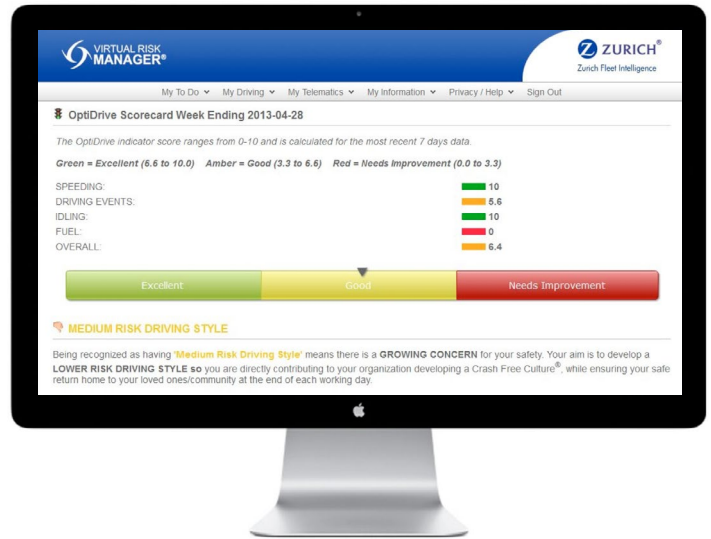 VIRTUAL RISK
MANAGER®
ZURICH®
Zurich Fleet Intelligence
My To Do My Driving My Telematics My Information Privacy / Help Sign Out
OptiDrive Scorecard Week Ending 2013-04-28
The OptiDrive indicator score ranges from 0-10 and is calculated for the most recent 7 days data.
Green = Excellent (6.6 to 10.0) Amber = Good (3.3 to 6.6) Red = Needs Improvement (0.0 to 3.3)
SPEEDING: 10
DRIVING EVENTS: 5.6
IDLING: 10
FUEL: 0
OVERALL: 6.4
Excellent Good Needs Improvement
MEDIUM RISK DRIVING STYLE
Being recognized as having 'Medium Risk Driving Style' means there is a GROWING CONCERN for your safety. Your aim is to develop a
LOWER RISK DRIVING STYLE so you are directly contributing to your organization developing a Crash Free Culture®, while ensuring your safe
return home to your loved ones/community at the end of each working day.